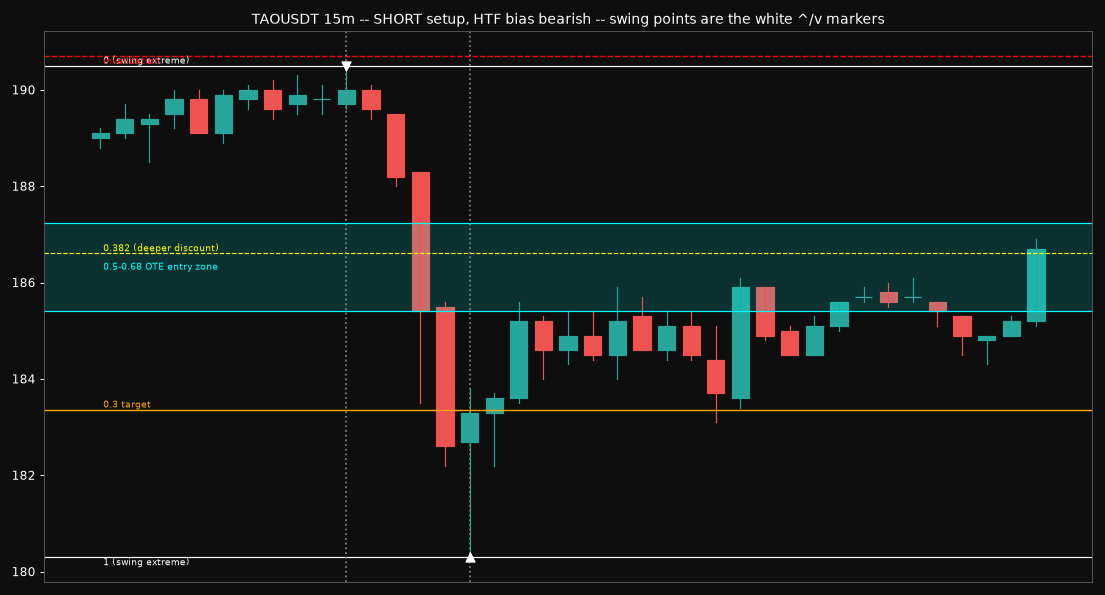 TAOUSDT 15m -- SHORT setup, HTF bias bearish -- swing points are the white ^/v markers
0 (swing extreme)
190
188
0.382 (deeper discount)
0.5-0.68 OTE entry zone
186
184
0.3 target
182
1 (swing extreme)
180